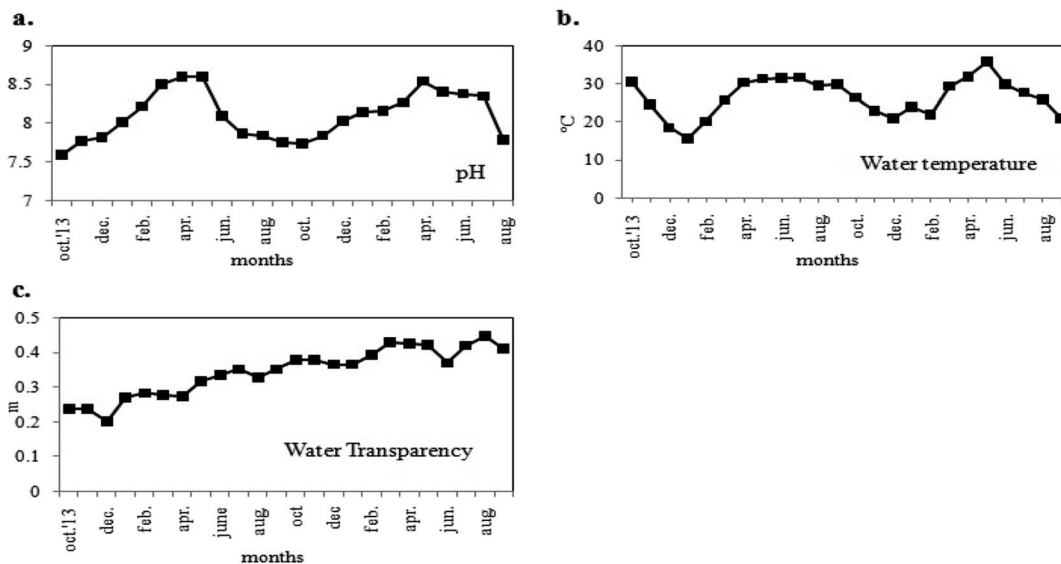 a.
9
8.5
8
7.5
7
pH
oct.'13
dec.
feb.
apr.
jun.
aug.
oct.
dec.
feb.
apr.
jun.
aug
months
b.
40
30
20
10
0
°C
Water temperature
oct.'13
dec.
feb.
apr.
jun.
aug.
oct.
dec.
feb.
apr.
jun.
aug
months
c.
0.5
0.4
0.3
0.2
0.1
0
m
Water Transparency
oct.'13
dec.
feb.
apr.
june
aug
oct
dec
feb.
apr.
jun.
aug
months